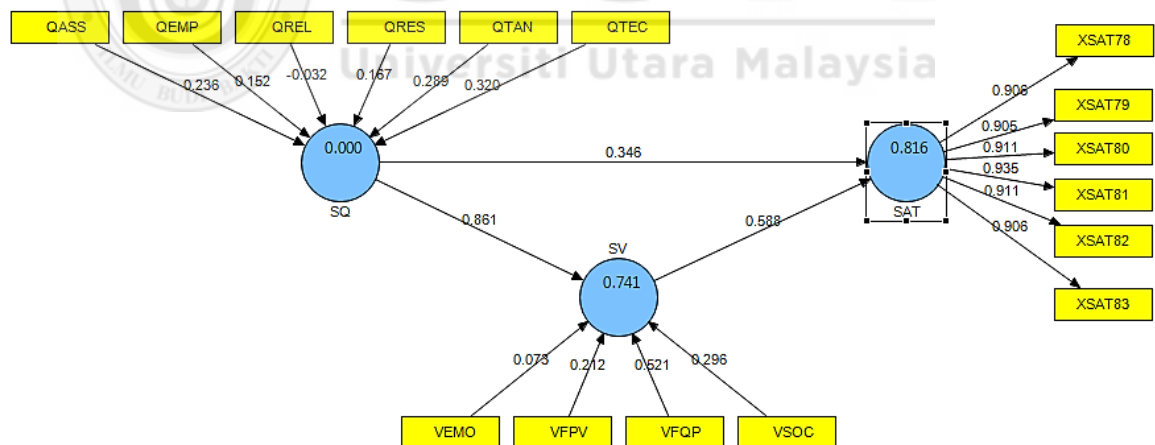 QASS QEMP QREL QRES QTAN QTEC
XSAT78
0.236 0.152 -0.032 0.167 0.289 0.320
Universiti Utara Malaysia
0.906
XSAT79
0.905
0.000
0.346
0.816
0.911
XSAT80
0.935
XSAT81
SQ
SAT
0.911
0.861
0.588
0.906
XSAT82
SV
0.741
XSAT83
0.073 0.212 0.521 0.296
VEMO VFPV VFQP VSOC